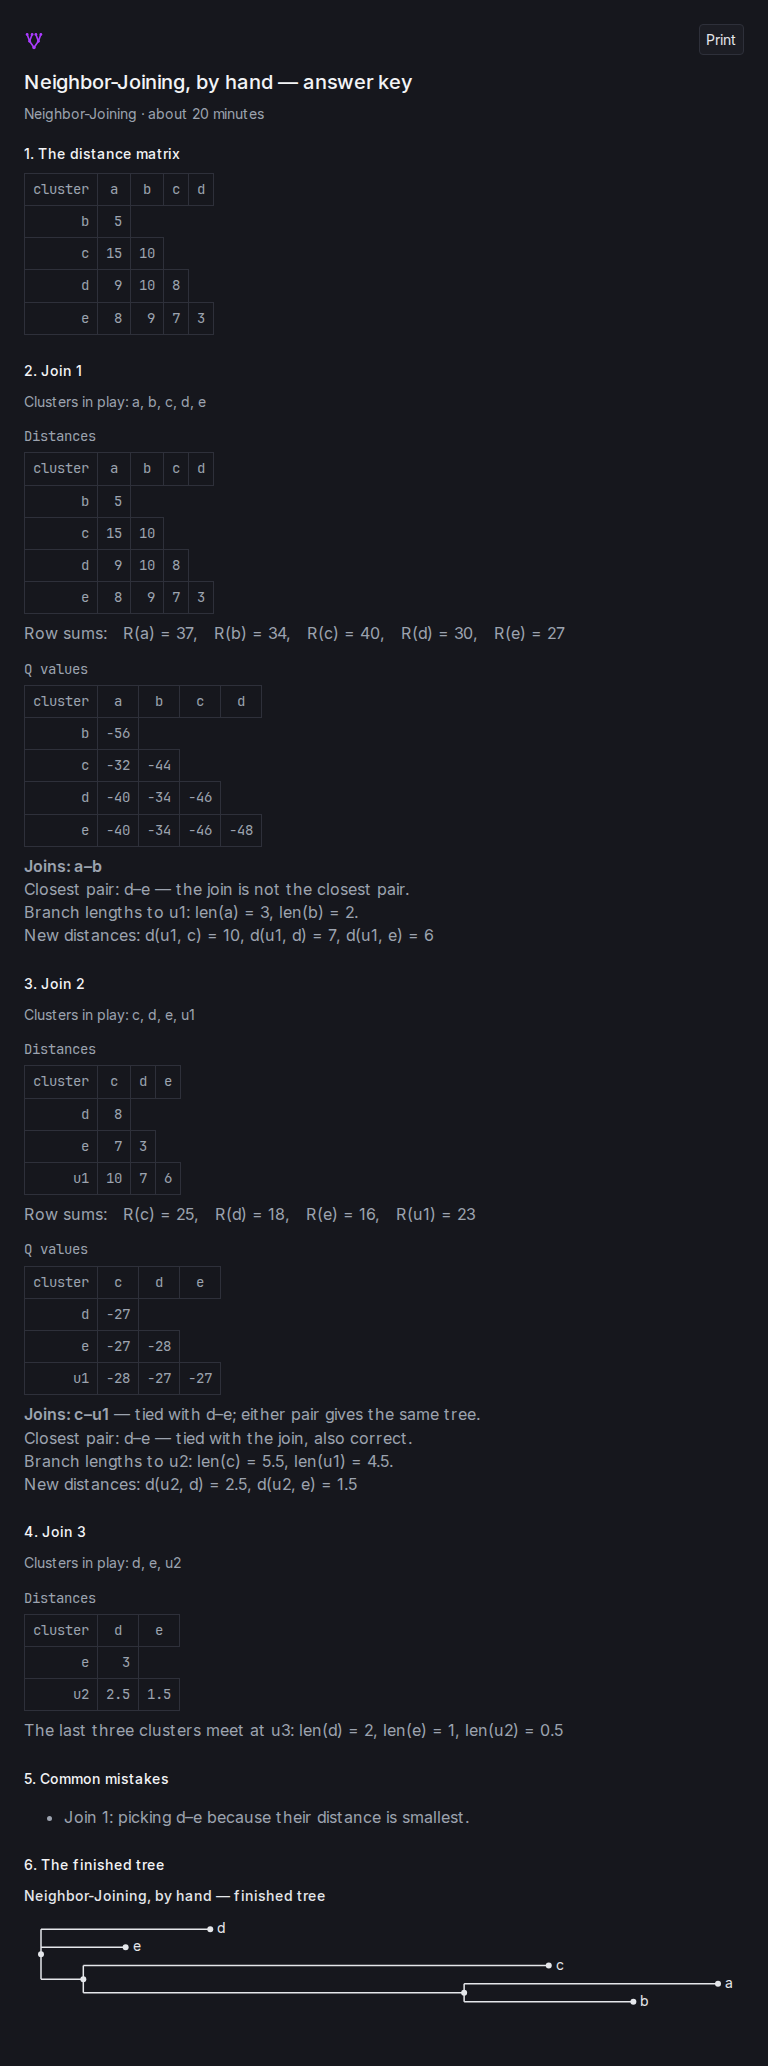 Print
Neighbor-Joining, by hand — answer key
Neighbor-Joining · about 20 minutes
1. The distance matrix
cluster a b c d
b 5
c 15 10
d 9 10 8
e 8 9 7 3
2. Join 1
Clusters in play: a, b, c, d, e
Distances
cluster a b c d
b 5
c 15 10
d 9 10 8
e 8 9 7 3
Row sums: R(a) = 37, R(b) = 34, R(c) = 40, R(d) = 30, R(e) = 27
Q values
cluster a b c d
b -56
c -32 -44
d -40 -34 -46
e -40 -34 -46 -48
Joins: a–b
Closest pair: d–e — the join is not the closest pair.
Branch lengths to u1: len(a) = 3, len(b) = 2.
New distances: d(u1, c) = 10, d(u1, d) = 7, d(u1, e) = 6
3. Join 2
Clusters in play: c, d, e, u1
Distances
cluster c d e
d 8
e 7 3
u1 10 7 6
Row sums: R(c) = 25, R(d) = 18, R(e) = 16, R(u1) = 23
Q values
cluster c d e
d -27
e -27 -28
u1 -28 -27 -27
Joins: c–u1 — tied with d–e; either pair gives the same tree.
Closest pair: d–e — tied with the join, also correct.
Branch lengths to u2: len(c) = 5.5, len(u1) = 4.5.
New distances: d(u2, d) = 2.5, d(u2, e) = 1.5
4. Join 3
Clusters in play: d, e, u2
Distances
cluster d e
e 3
u2 2.5 1.5
The last three clusters meet at u3: len(d) = 2, len(e) = 1, len(u2) = 0.5
5. Common mistakes
• Join 1: picking d–e because their distance is smallest.
6. The finished tree
Neighbor-Joining, by hand — finished tree
d
e
c
a
b